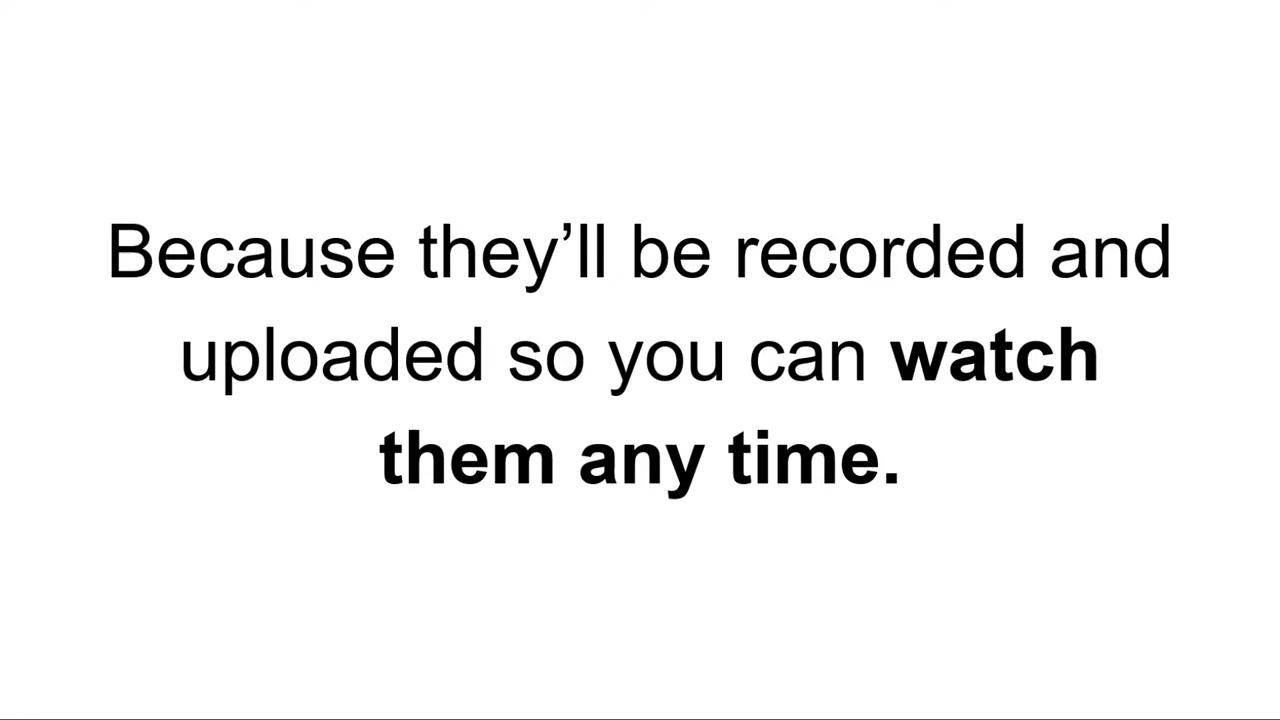 Because they’ll be recorded and
uploaded so you can watch
them any time.